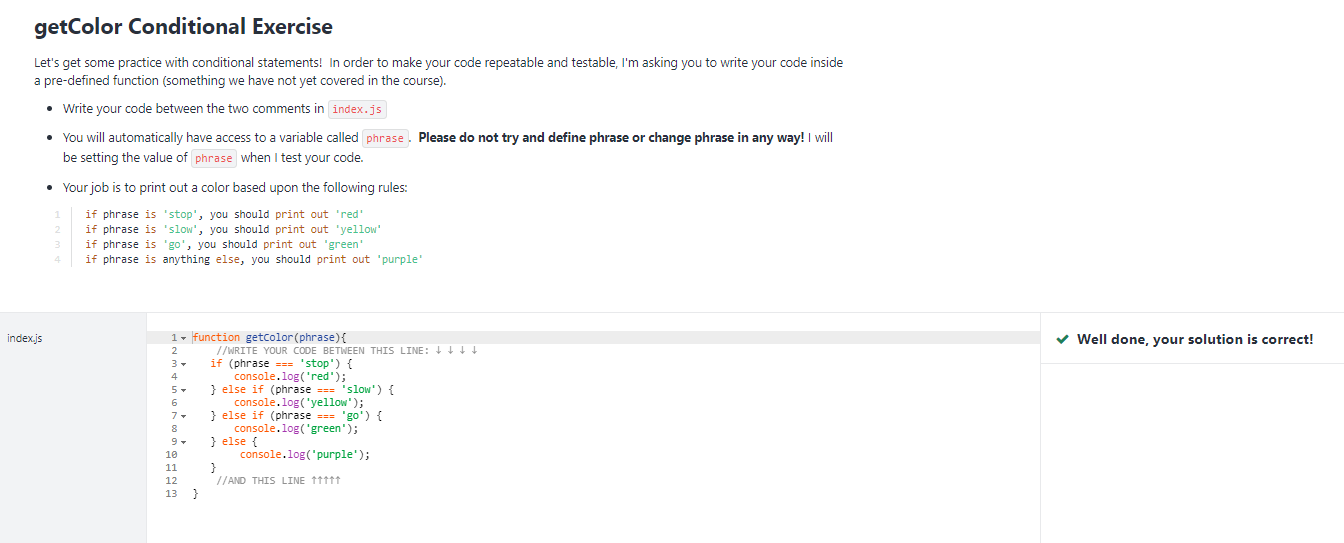 getColor Conditional Exercise
Let's get some practice with conditional statements!  In order to make your code repeatable and testable, I'm asking you to write your code inside
a pre-defined function (something we have not yet covered in the course).
• Write your code between the two comments in index.js
• You will automatically have access to a variable called phrase.  Please do not try and define phrase or change phrase in any way! I will
be setting the value of phrase when I test your code.
• Your job is to print out a color based upon the following rules:
1 if phrase is 'stop', you should print out 'red'
2 if phrase is 'slow', you should print out 'yellow'
3 if phrase is 'go', you should print out 'green'
4 if phrase is anything else, you should print out 'purple'
index.js
1 function getColor(phrase){
2     //WRITE YOUR CODE BETWEEN THIS LINE: ↓ ↓ ↓ ↓
3    if (phrase === 'stop') {
4        console.log('red');
5    } else if (phrase === 'slow') {
6        console.log('yellow');
7    } else if (phrase === 'go') {
8        console.log('green');
9    } else {
10         console.log('purple');
11    }
12     //AND THIS LINE ↑↑↑↑↑
13 }
✔ Well done, your solution is correct!